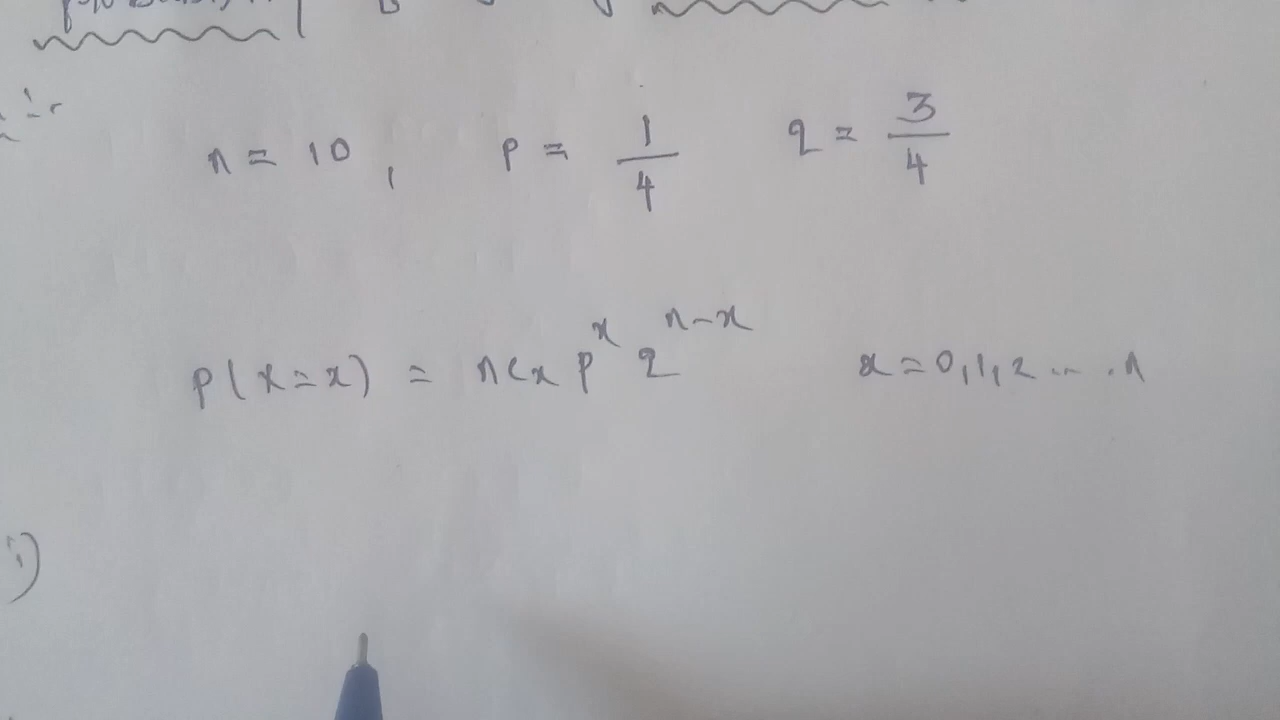 n = 10, p = 1/4 q = 3/4
P(X=x) = nCx p^x q^{n-x} x = 0,1,2 ... .n
i)